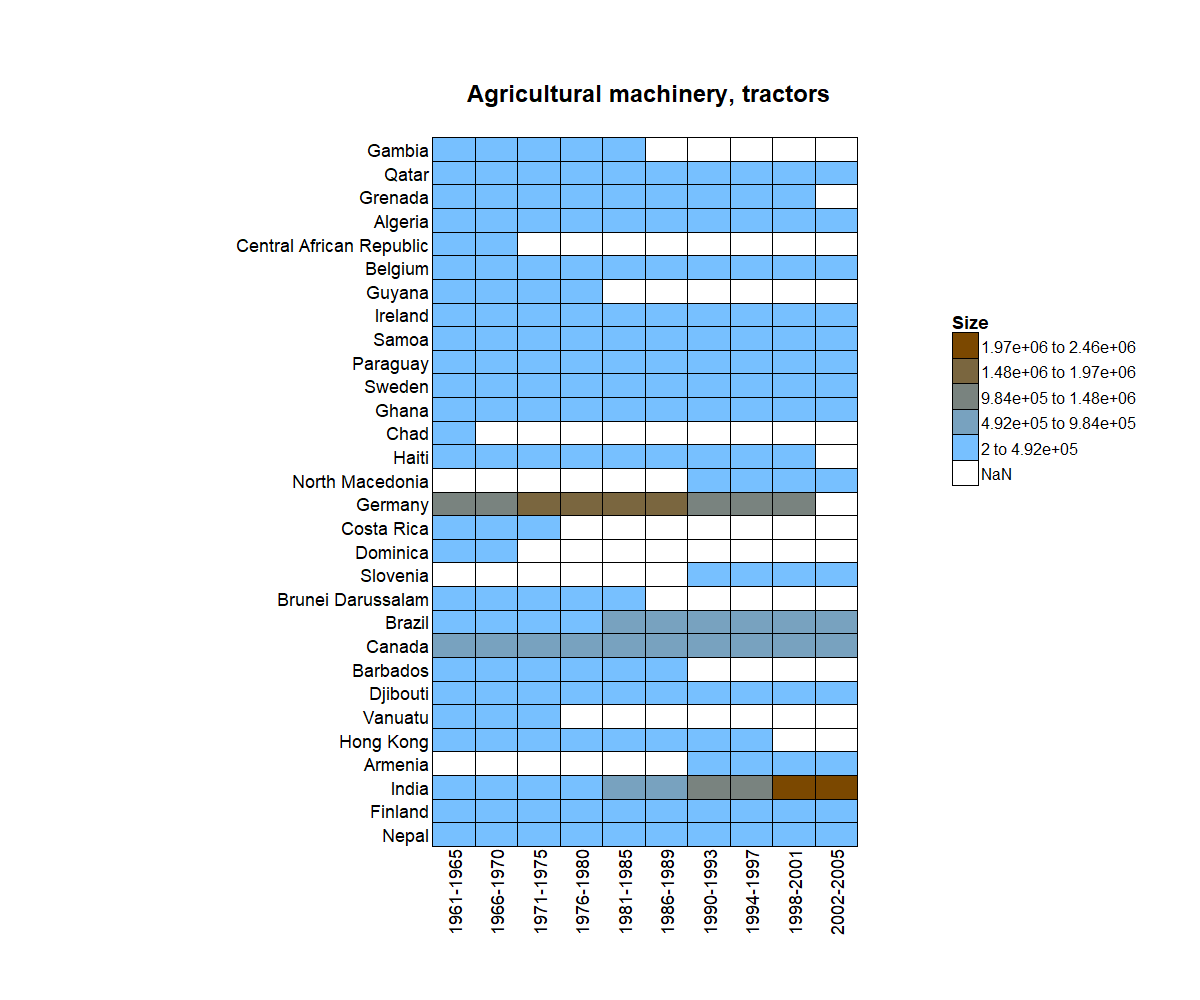 Agricultural machinery, tractors
Gambia
Qatar
Grenada
Algeria
Central African Republic
Belgium
Guyana
Ireland
Samoa
Paraguay
Sweden
Ghana
Chad
Haiti
North Macedonia
Germany
Costa Rica
Dominica
Slovenia
Brunei Darussalam
Brazil
Canada
Barbados
Djibouti
Vanuatu
Hong Kong
Armenia
India
Finland
Nepal
1961-1965
1966-1970
1971-1975
1976-1980
1981-1985
1986-1989
1990-1993
1994-1997
1998-2001
2002-2005
Size
1.97e+06 to 2.46e+06
1.48e+06 to 1.97e+06
9.84e+05 to 1.48e+06
4.92e+05 to 9.84e+05
2 to 4.92e+05
NaN